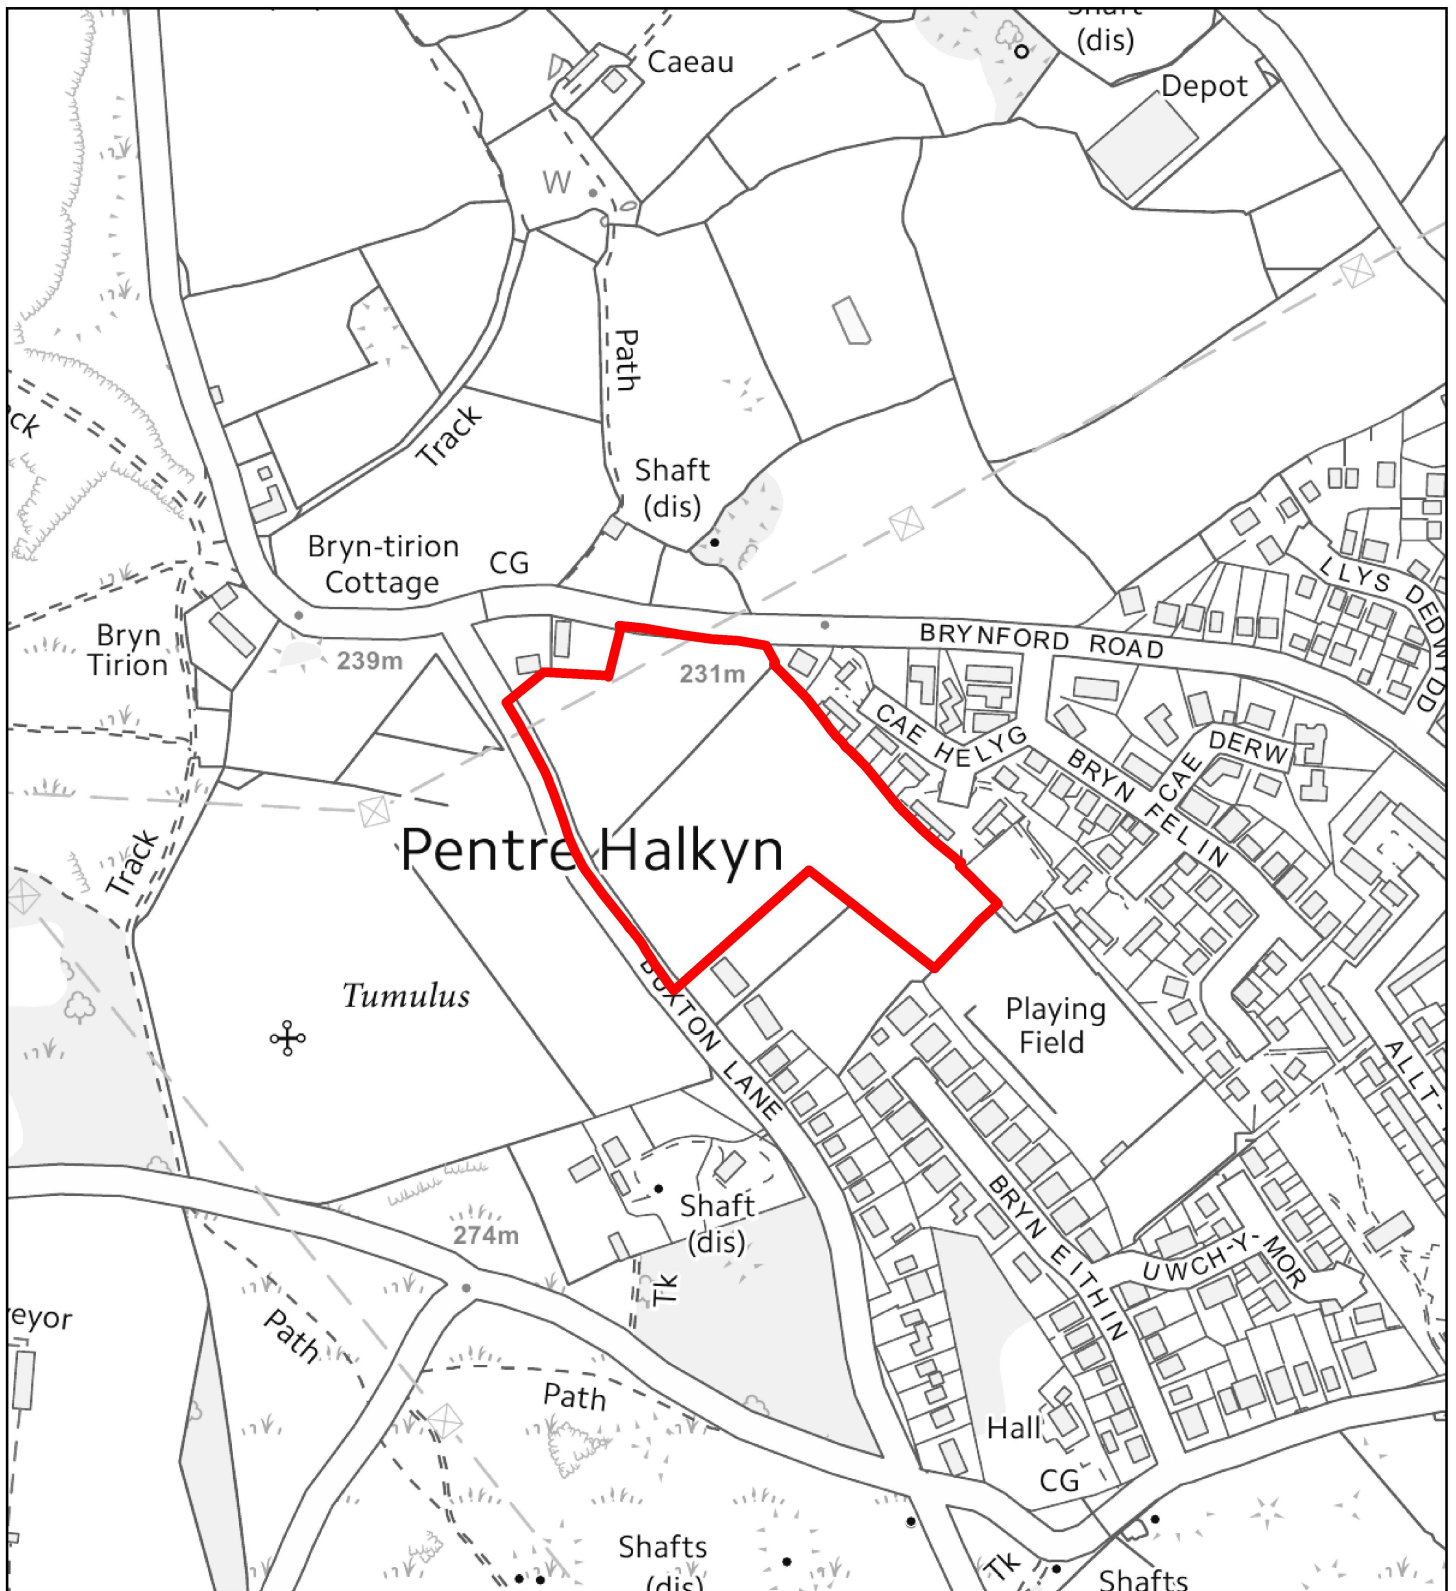 Shaft
(dis)
Caeau
Depot
W
Path
Track
Shaft
(dis)
Bryn-tirion
Cottage
CG
LLYS DEDWYDD
Bryn
Tirion
239m
231m
BRYNFORD ROAD
CAE HELYG
DERW
CAE
BRYN FELIN
Pentre Halkyn
Track
Tumulus
BUXTON LANE
Playing
Field
ALLT-
Shaft
(dis)
274m
Tk
BRYN EITHIN
UWCH-Y-MOR
veyor
Path
Path
Hall
CG
Shafts
(dis)
Tk
Shafts